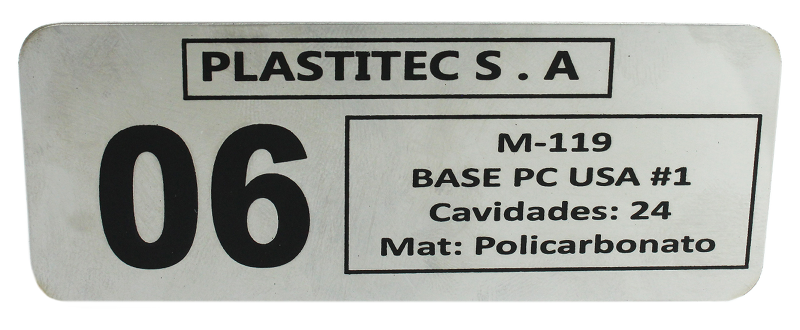 PLASTITEC S . A
06
M-119
BASE PC USA #1
Cavidades: 24
Mat: Policarbonato